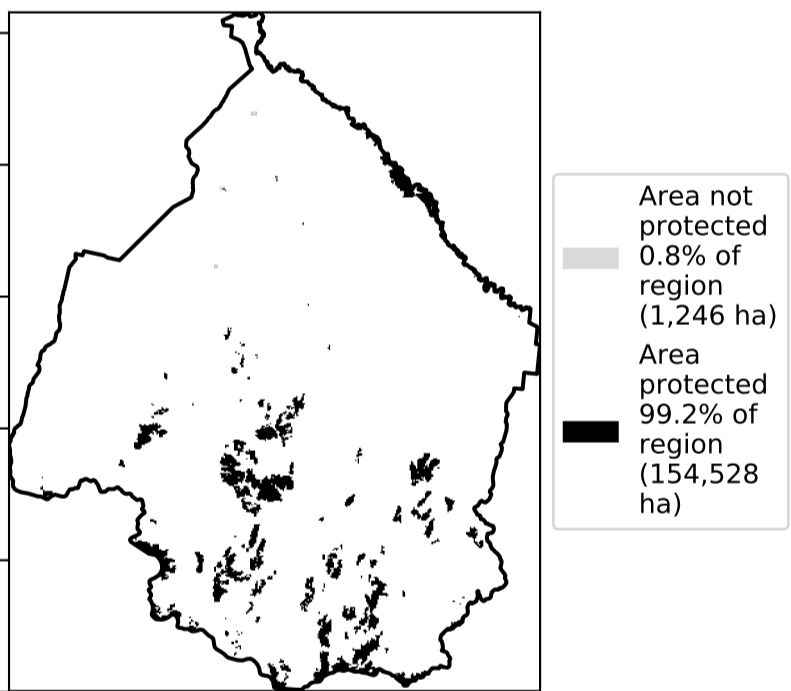 Area not
protected
0.8% of
region
(1,246 ha)
Area
protected
99.2% of
region
(154,528
ha)